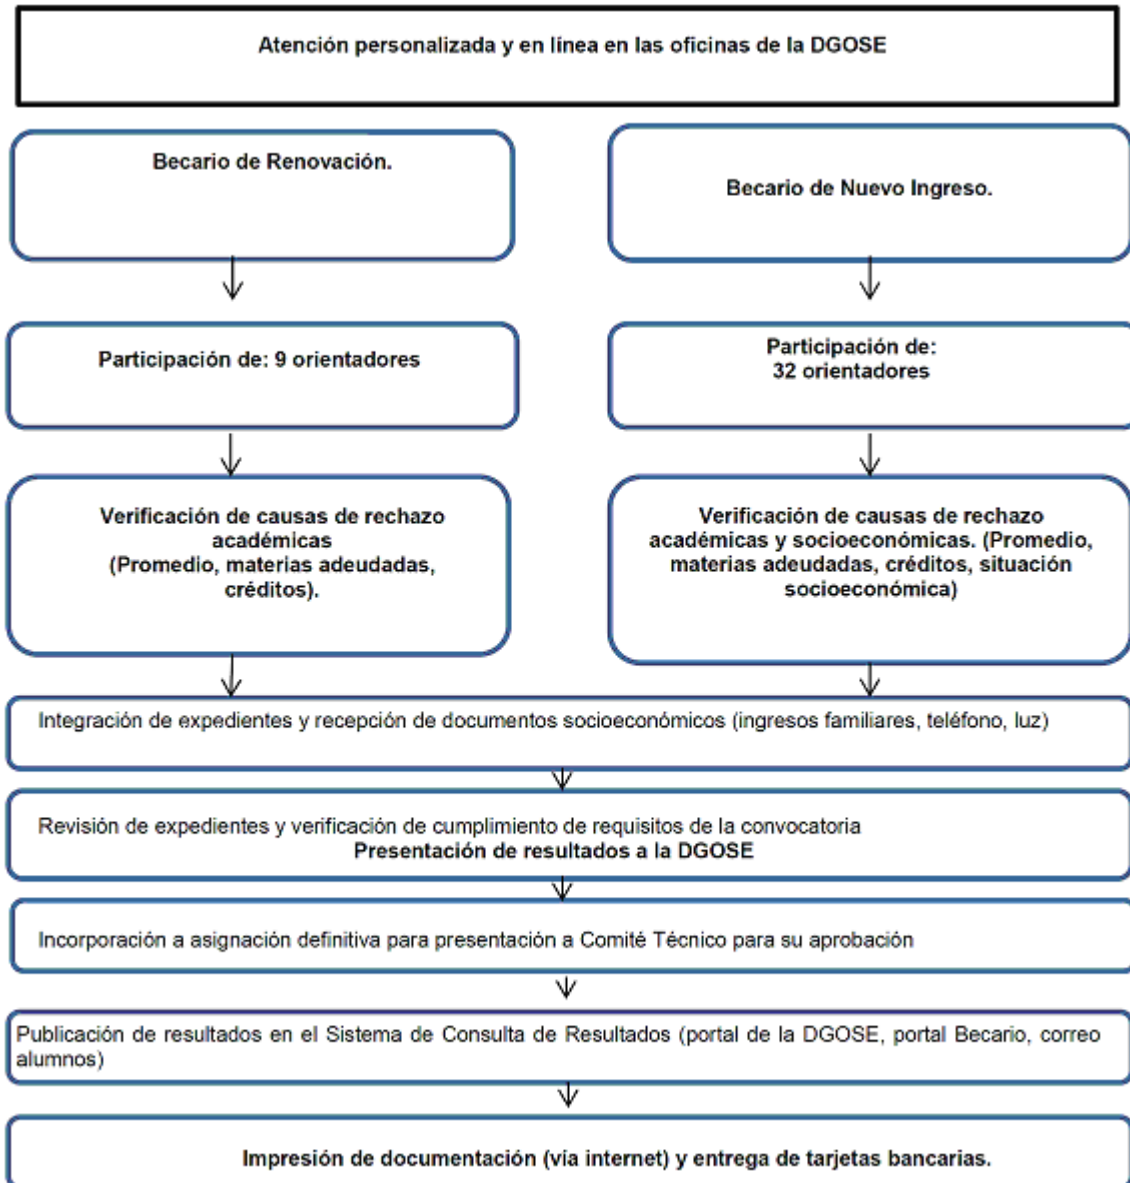 Atención personalizada y en línea en las oficinas de la DGOSE
Becario de Renovación.
Becario de Nuevo Ingreso.
Participación de: 9 orientadores
Participación de:
32 orientadores
Verificación de causas de rechazo
académicas
(Promedio, materias adeudadas,
créditos).
Verificación de causas de rechazo
académicas y socioeconómicas. (Promedio,
materias adeudadas, créditos, situación
socioeconómica)
Integración de expedientes y recepción de documentos socioeconómicos (ingresos familiares, teléfono, luz)
Revisión de expedientes y verificación de cumplimiento de requisitos de la convocatoria
Presentación de resultados a la DGOSE
Incorporación a asignación definitiva para presentación a Comité Técnico para su aprobación
Publicación de resultados en el Sistema de Consulta de Resultados (portal de la DGOSE, portal Becario, correo
alumnos)
Impresión de documentación (via internet) y entrega de tarjetas bancarias.